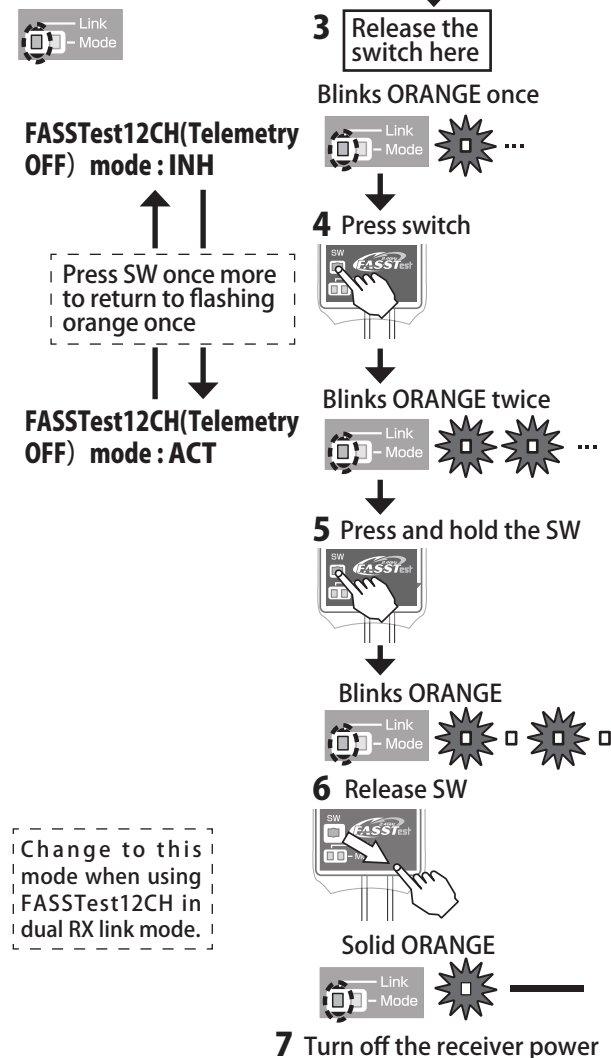 Link
Mode
3 Release the
switch here
Blinks ORANGE once
FASSTest12CH(Telemetry
OFF) mode : INH
Link
Mode
...
4 Press switch
SW
FASSTest
Press SW once more
to return to flashing
orange once
Blinks ORANGE twice
FASSTest12CH(Telemetry
OFF) mode : ACT
Link
Mode
...
5 Press and hold the SW
SW
FASSTest
Blinks ORANGE
Link
Mode
6 Release SW
SW
FASSTest
Change to this
mode when using
FASSTest12CH in
dual RX link mode.
Solid ORANGE
Link
Mode
7 Turn off the receiver power